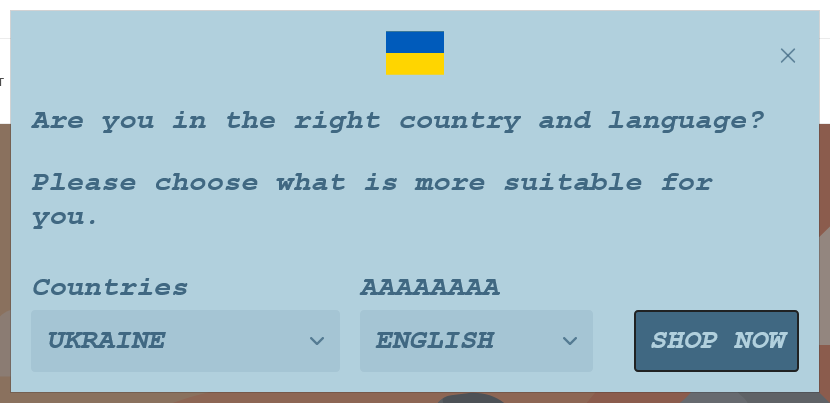 Are you in the right country and language?
Please choose what is more suitable for
you.
Countries AAAAAAAA
UKRAINE ENGLISH SHOP NOW